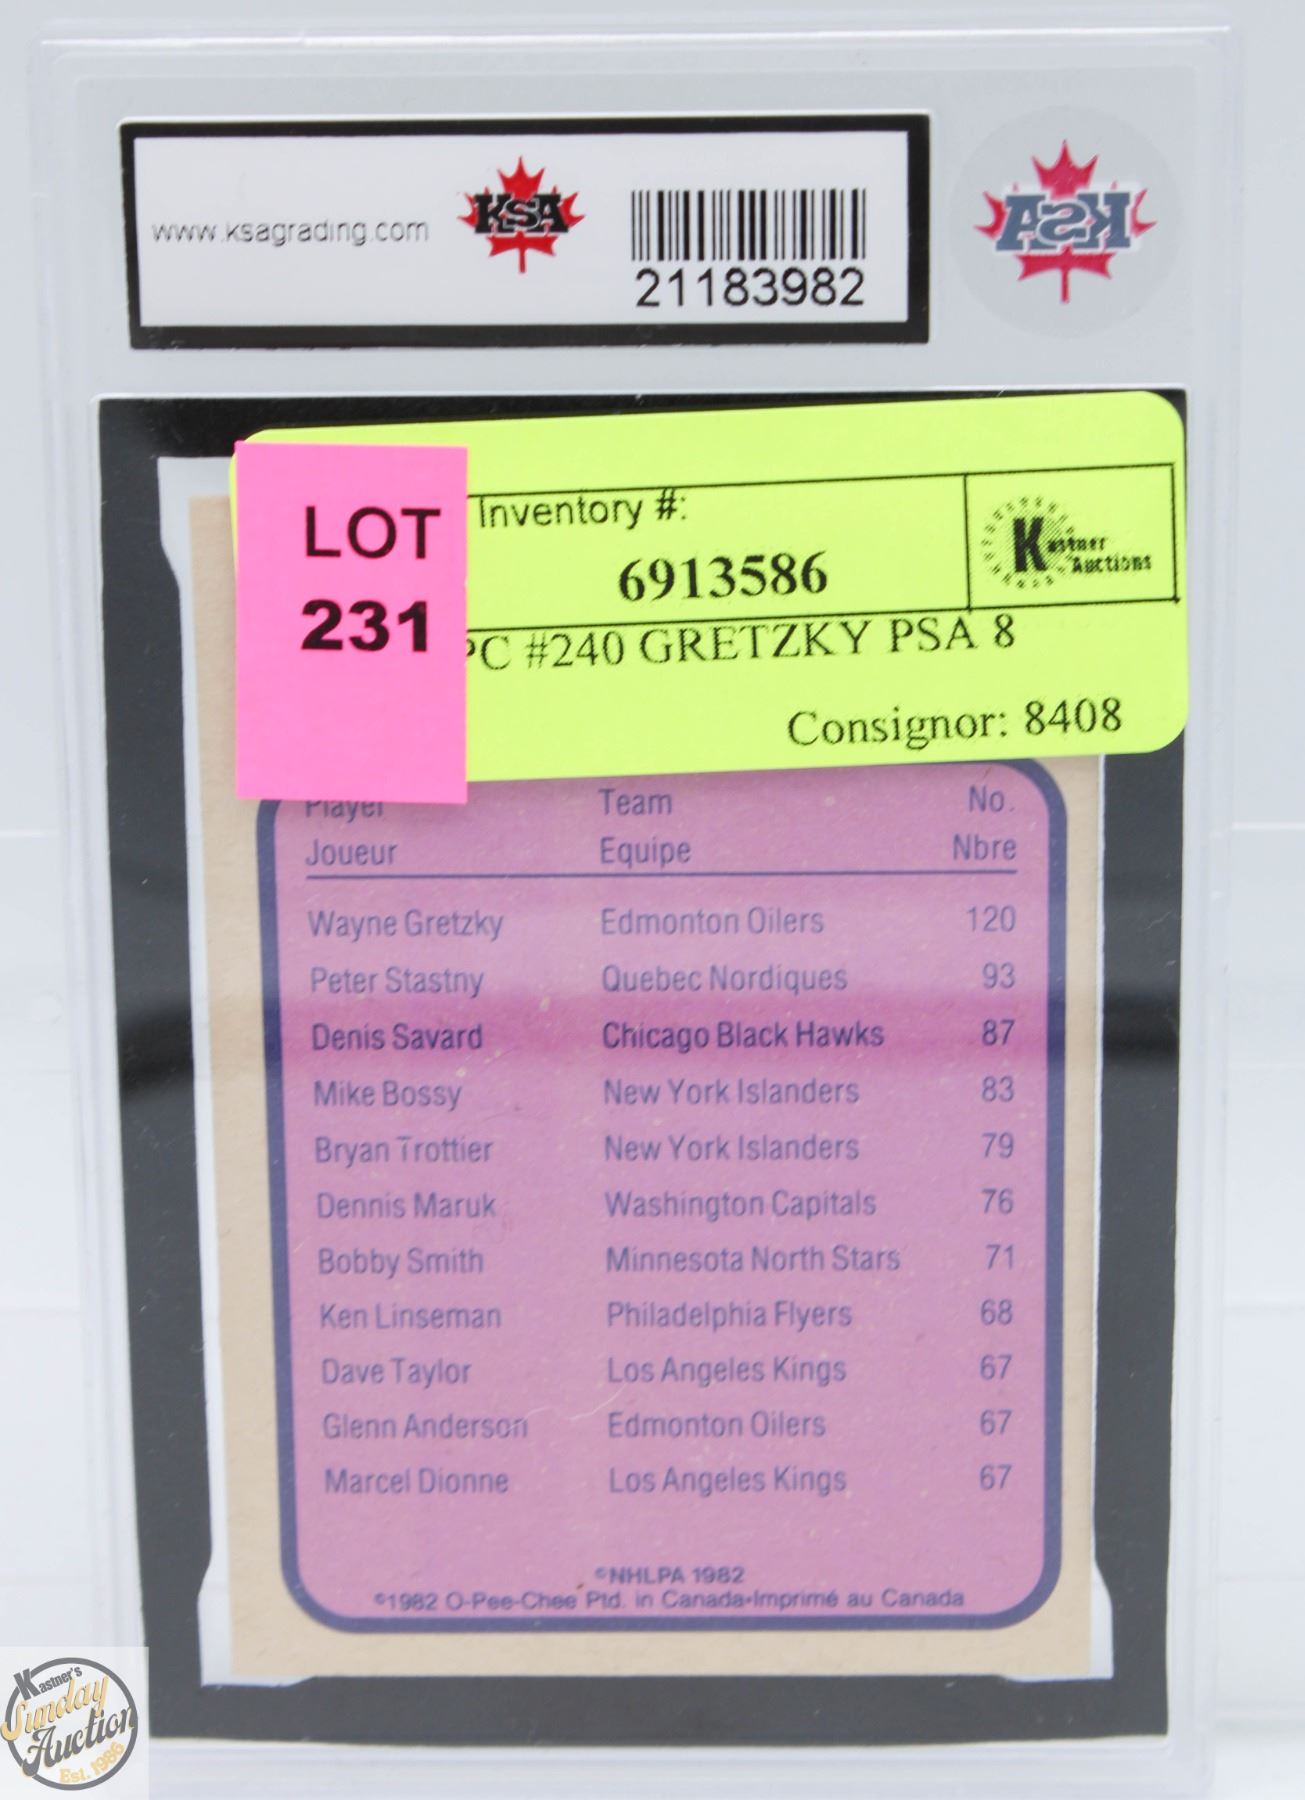 www.ksagrading.com
KSA
21183982
KSA
LOT
231
Inventory #:
6913586
Kastner
Auctions
PC #240 GRETZKY PSA 8
Consignor: 8408
Player Team No.
Joueur Equipe Nbre
Wayne Gretzky Edmonton Oilers 120
Peter Stastny Quebec Nordiques 93
Denis Savard Chicago Black Hawks 87
Mike Bossy New York Islanders 83
Bryan Trottier New York Islanders 79
Dennis Maruk Washington Capitals 76
Bobby Smith Minnesota North Stars 71
Ken Linseman Philadelphia Flyers 68
Dave Taylor Los Angeles Kings 67
Glenn Anderson Edmonton Oilers 67
Marcel Dionne Los Angeles Kings 67
©NHLPA 1982
©1982 O-Pee-Chee Ptd. in Canada•Imprimé au Canada
Kastner's
Sunday
Auction
Est. 1986